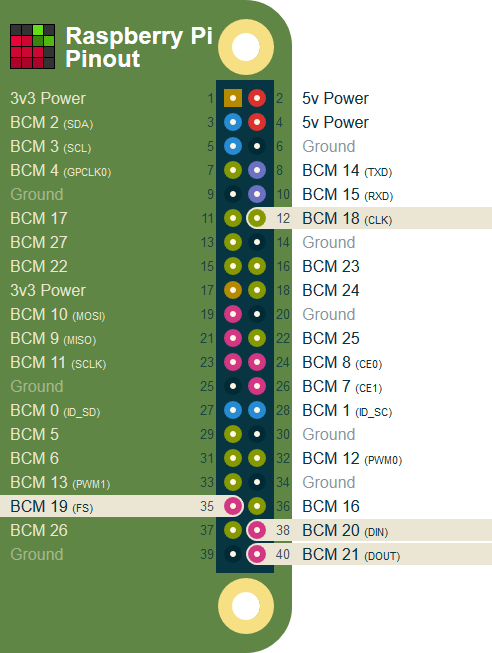 Raspberry Pi
Pinout
3v3 Power 1 2 5v Power
BCM 2 (SDA) 3 4 5v Power
BCM 3 (SCL) 5 6 Ground
BCM 4 (GPCLK0) 7 8 BCM 14 (TXD)
Ground 9 10 BCM 15 (RXD)
BCM 17 11 12 BCM 18 (CLK)
BCM 27 13 14 Ground
BCM 22 15 16 BCM 23
3v3 Power 17 18 BCM 24
BCM 10 (MOSI) 19 20 Ground
BCM 9 (MISO) 21 22 BCM 25
BCM 11 (SCLK) 23 24 BCM 8 (CE0)
Ground 25 26 BCM 7 (CE1)
BCM 0 (ID_SD) 27 28 BCM 1 (ID_SC)
BCM 5 29 30 Ground
BCM 6 31 32 BCM 12 (PWM0)
BCM 13 (PWM1) 33 34 Ground
BCM 19 (FS) 35 36 BCM 16
BCM 26 37 38 BCM 20 (DIN)
Ground 39 40 BCM 21 (DOUT)